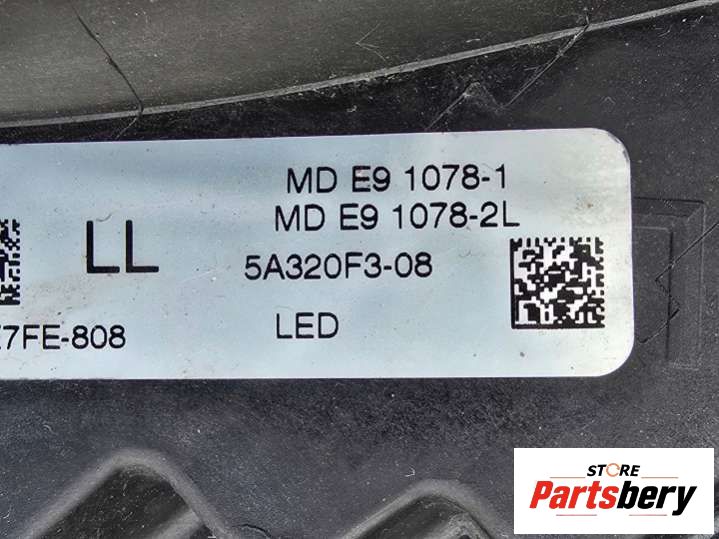 MD E9 1078-1
MD E9 1078-2L
LL
5A320F3-08
7FE-808
LED
STORE
Partsbery